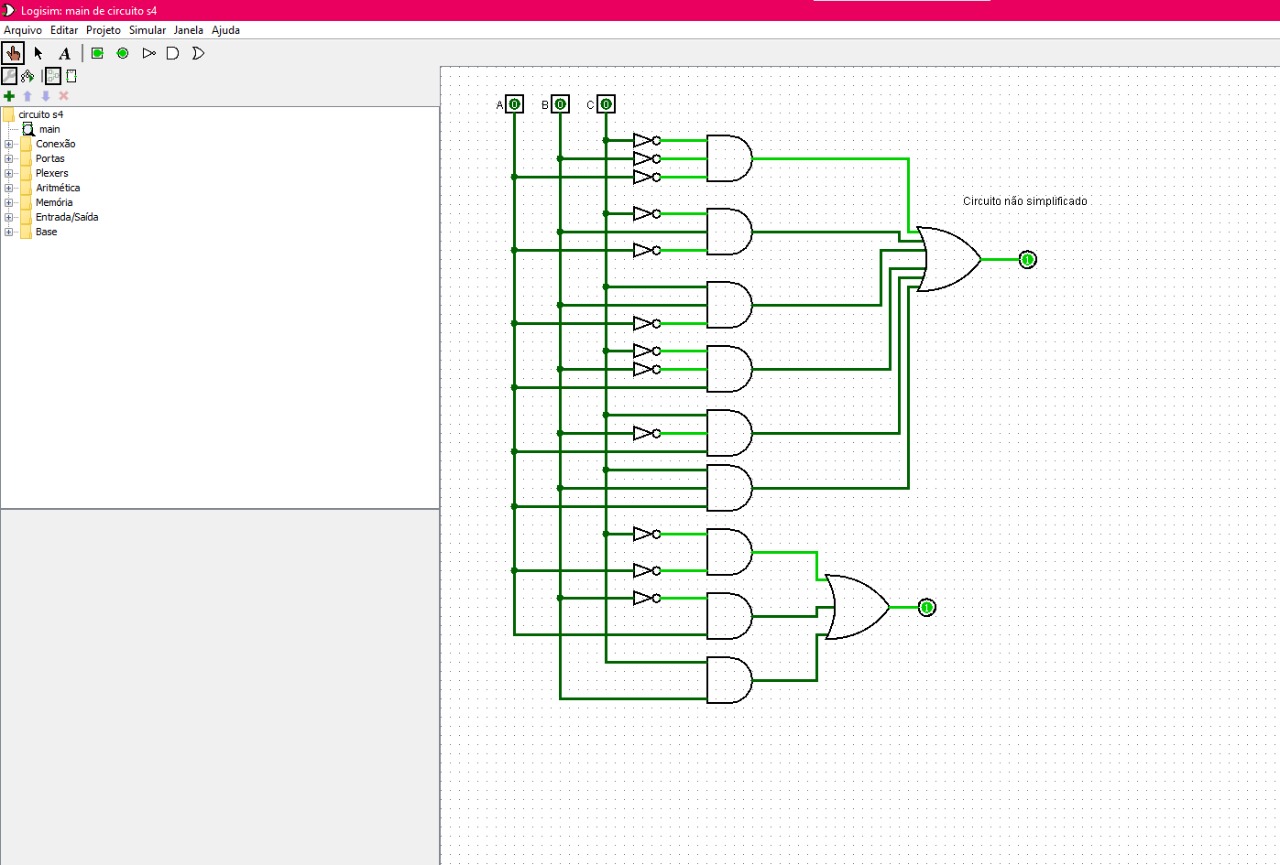 Logisim: main de circuito s4
Arquivo Editar Projeto Simular Janela Ajuda
A
circuito s4
main
Conexão
Portas
Plexers
Aritmética
Memória
Entrada/Saída
Base
A 0 B 0 C 0
Circuito não simplificado
1
1